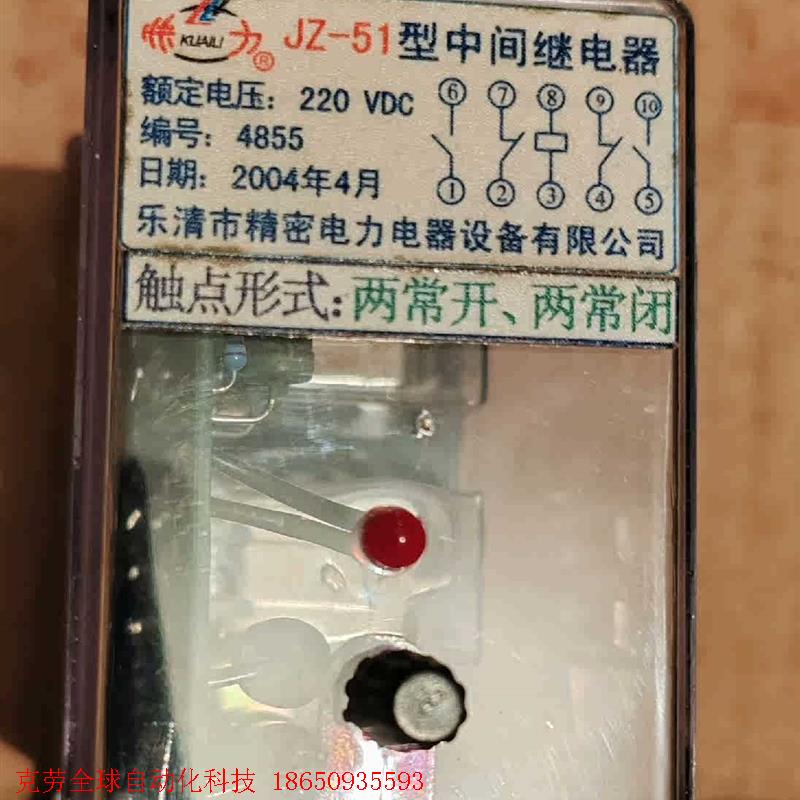 KUAILI 力® JZ-51型中间继电器
额定电压: 220 VDC
编号: 4855
日期: 2004年4月
⑥ ⑦ ⑧ ⑨ ⑩
① ② ③ ④ ⑤
乐清市精密电力电器设备有限公司
触点形式:两常开、两常闭
克劳全球自动化科技 18650935593